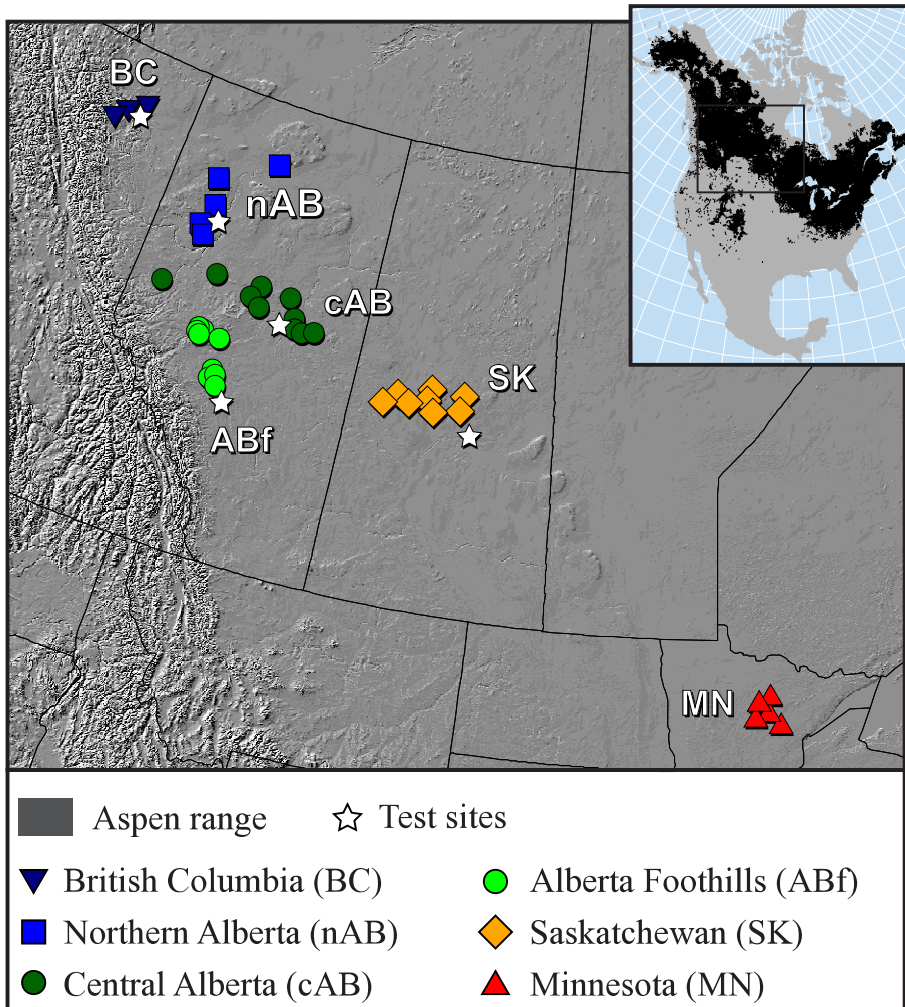 BC
nAB
cAB
SK
ABf
MN
Aspen range
Test sites
British Columbia (BC)
Alberta Foothills (ABf)
Northern Alberta (nAB)
Saskatchewan (SK)
Central Alberta (cAB)
Minnesota (MN)